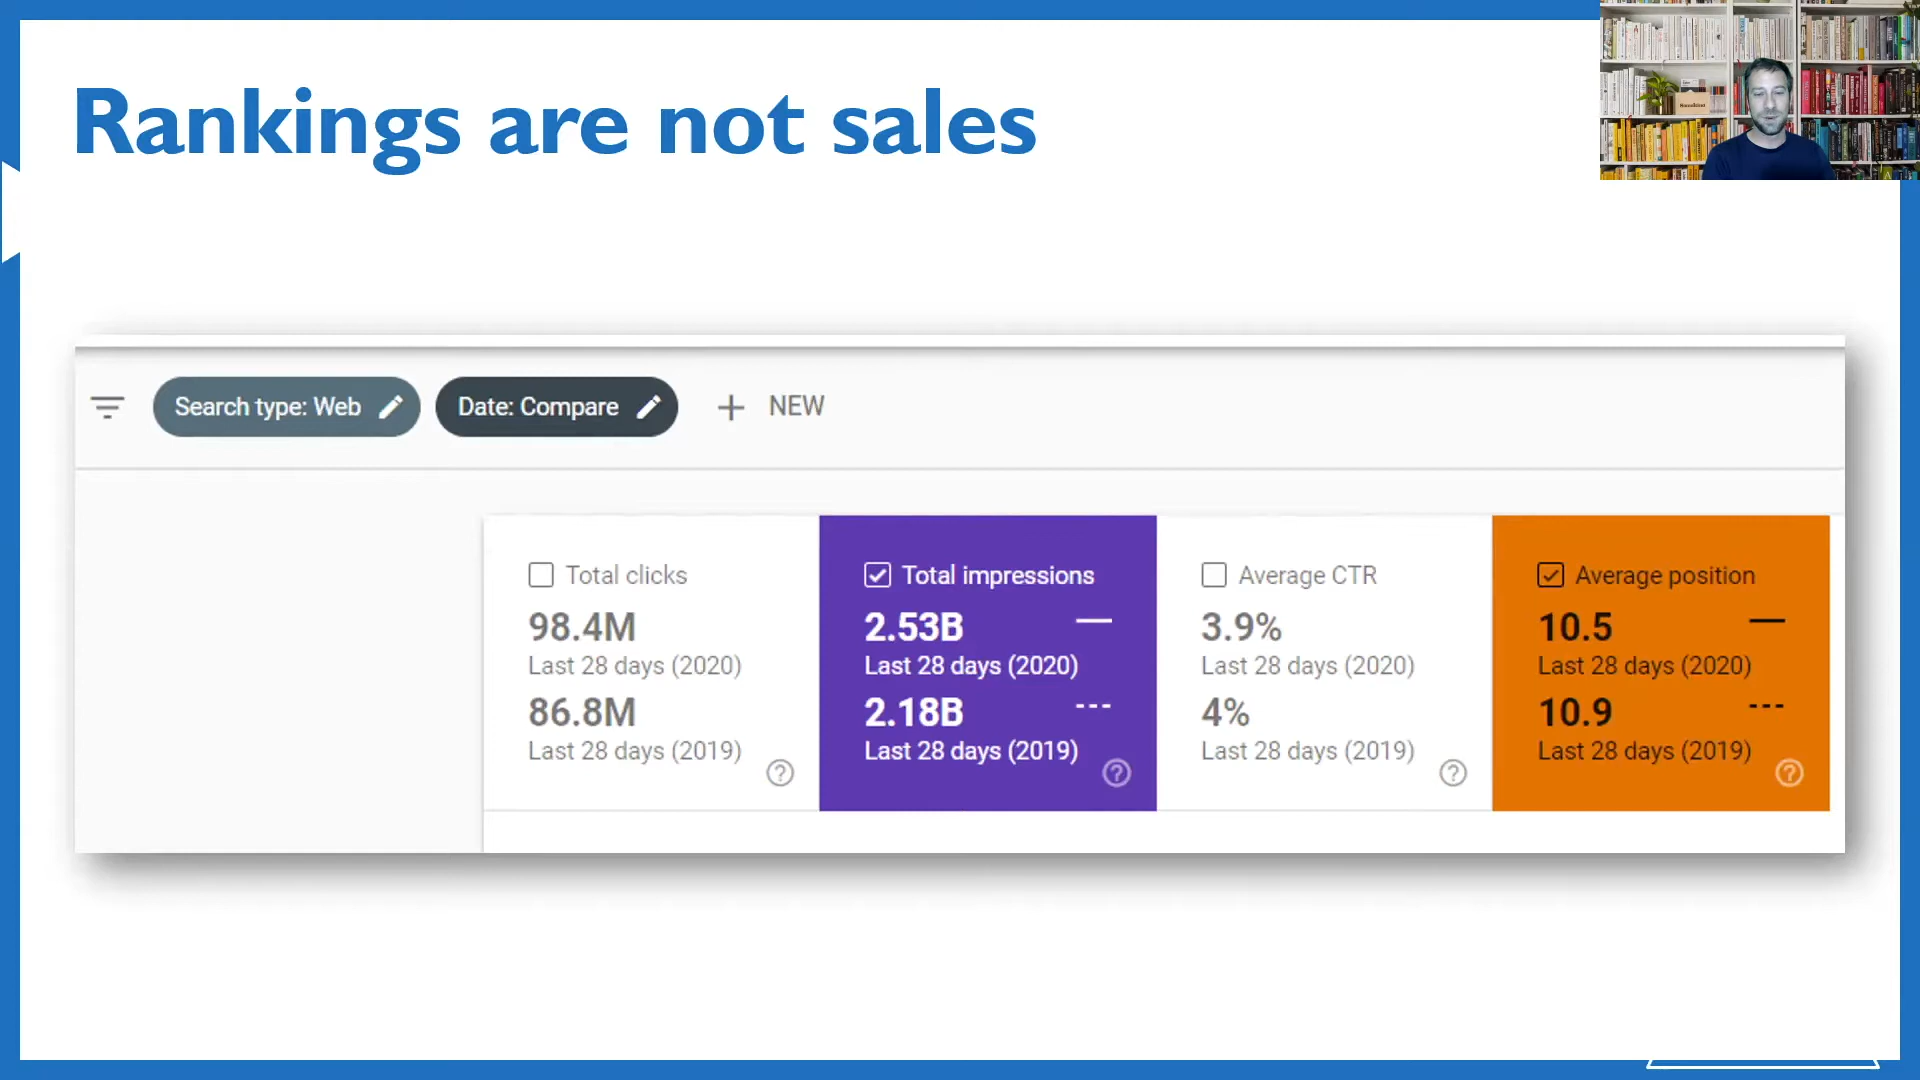 Rankings are not sales
Search type: Web
Date: Compare
+ NEW
Total clicks
98.4M
Last 28 days (2020)
86.8M
Last 28 days (2019)
Total impressions
2.53B
Last 28 days (2020)
2.18B
Last 28 days (2019)
Average CTR
3.9%
Last 28 days (2020)
4%
Last 28 days (2019)
Average position
10.5
Last 28 days (2020)
10.9
Last 28 days (2019)